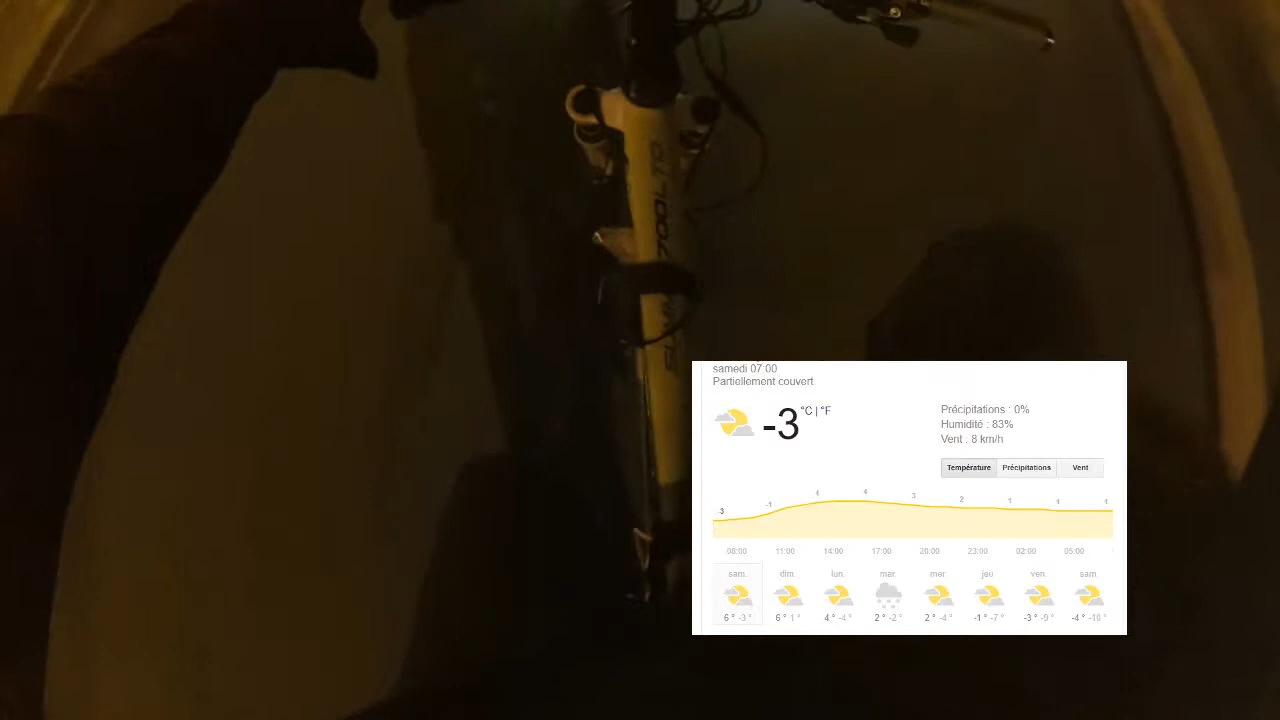 700LTD
samedi 07:00
Partiellement couvert
-3 °C | °F
Précipitations : 0%
Humidité : 83%
Vent : 8 km/h
Température Précipitations Vent
-3 -1 4 4 3 2 1 1 1
08:00 11:00 14:00 17:00 20:00 23:00 02:00 05:00
sam. dim. lun. mar. mer. jeu. ven. sam.
6 ° -3 ° 6 ° 1 ° 4 ° -4 ° 2 ° -2 ° 2 ° -4 ° -1 ° -7 ° -3 ° -9 ° -4 ° -10 °